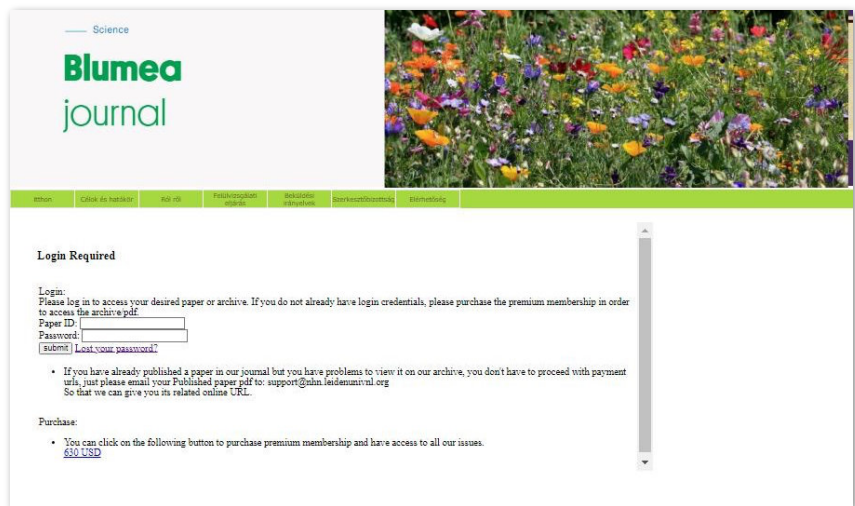 Science
Blumea
journal
Itthon
Célok és hatókör
Ról ről
Felülvizsgálati
eljárás
Beküldési
irányelvek
Szerkesztőbizottság
Elérhetőség
Login Required
Login:
Please log in to access your desired paper or archive. If you do not already have login credentials, please purchase the premium membership in order
to access the archive/pdf.
Paper ID:
Password:
submit Lost your password?
• If you have already published a paper in our journal but you have problems to view it on our archive, you don't have to proceed with payment
urls, just please email your Published paper pdf to: support@nhn.leidenunivnl.org
So that we can give you its related online URL.
Purchase:
• You can click on the following button to purchase premium membership and have access to all our issues.
630 USD